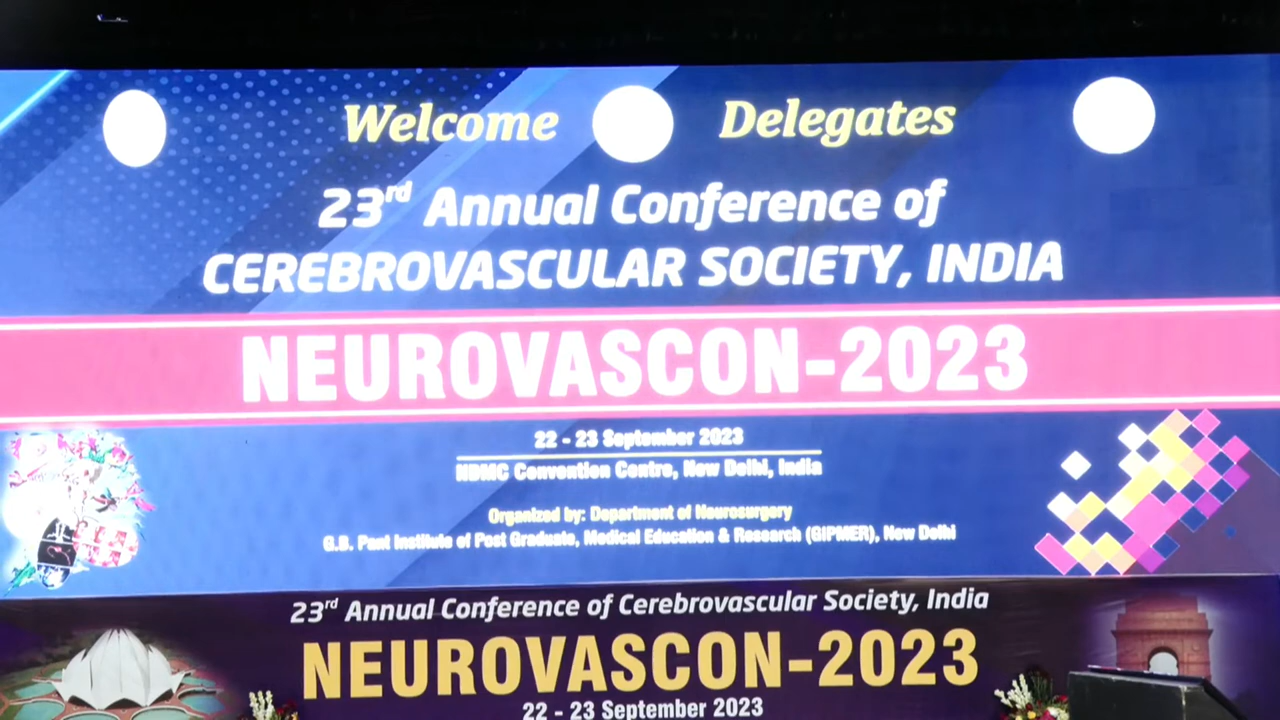 Welcome Delegates
23rd Annual Conference of
CEREBROVASCULAR SOCIETY, INDIA
NEUROVASCON-2023
22 - 23 September 2023
NDMC Convention Centre, New Delhi, India
Organized by: Department of Neurosurgery
G.B. Pant Institute of Post Graduate, Medical Education & Research (GIPMER), New Delhi
23rd Annual Conference of Cerebrovascular Society, India
NEUROVASCON-2023
22 - 23 September 2023